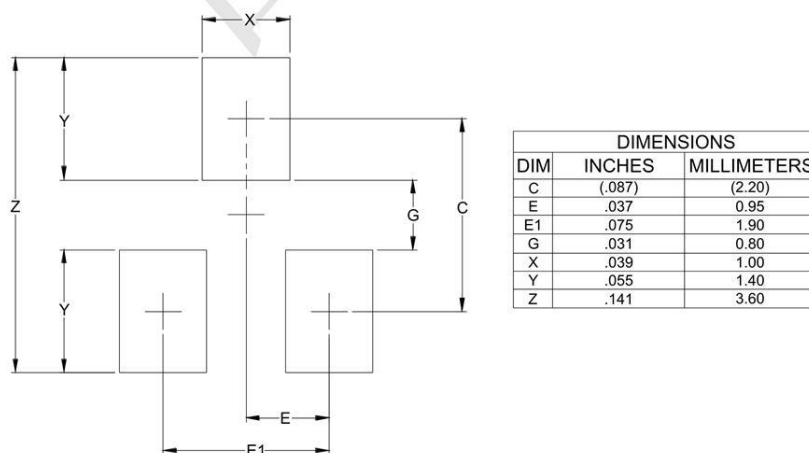 X
Y
Z
G
C
Y
E
E1
DIMENSIONS
DIM INCHES MILLIMETERS
C (.087) (2.20)
E .037 0.95
E1 .075 1.90
G .031 0.80
X .039 1.00
Y .055 1.40
Z .141 3.60